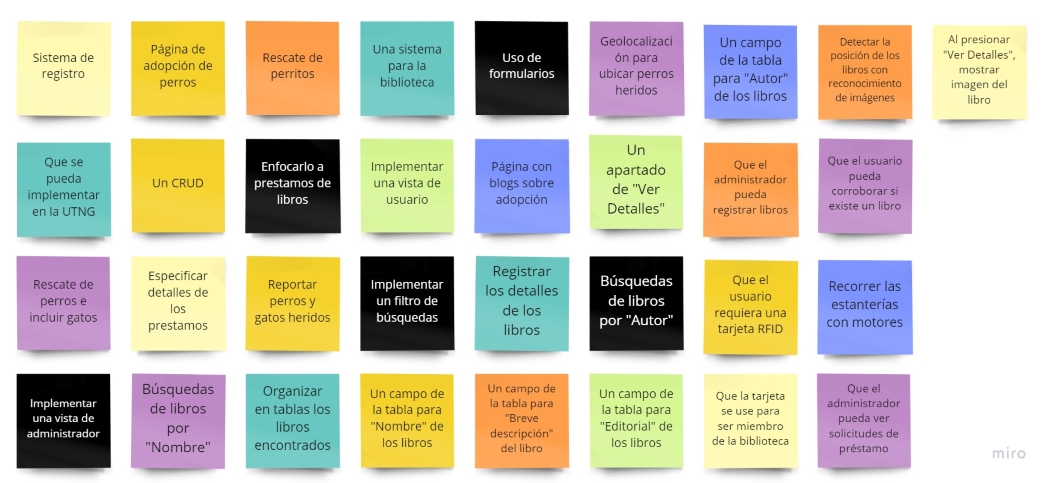 Sistema de
registro
Página de
adopción de
perros
Rescate de
perritos
Una sistema
para la
biblioteca
Uso de
formularios
Geolocalizaci
ón para
ubicar perros
heridos
Un campo
de la tabla
para "Autor"
de los libros
Detectar la
posición de los
libros con
reconocimiento
de imágenes
Al presionar
"Ver Detalles",
mostrar
imagen del
libro
Que se
pueda
implementar
en la UTNG
Un CRUD
Enfocarlo a
prestamos de
libros
Implementar
una vista de
usuario
Página con
blogs sobre
adopción
Un
apartado
de "Ver
Detalles"
Que el
administrador
pueda
registrar libros
Que el usuario
pueda
corroborar si
existe un libro
Rescate de
perros e
incluir gatos
Especificar
detalles de
los
prestamos
Reportar
perros y
gatos heridos
Implementar
un filtro de
búsquedas
Registrar
los detalles
de los
libros
Búsquedas
de libros
por "Autor"
Que el
usuario
requiera una
tarjeta RFID
Recorrer las
estanterías
con motores
Implementar
una vista de
administrador
Búsquedas
de libros
por
"Nombre"
Organizar
en tablas los
libros
encontrados
Un campo de
la tabla para
"Nombre" de
los libros
Un campo de
la tabla para
"Breve
descripción"
del libro
Un campo de
la tabla para
"Editorial" de
los libros
Que la tarjeta
se use para
ser miembro
de la biblioteca
Que el
administrador
pueda ver
solicitudes de
préstamo
miro